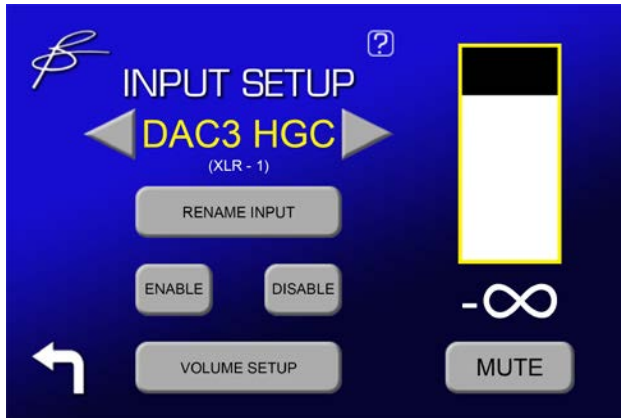 ?
INPUT SETUP
DAC3 HGC
(XLR - 1)
RENAME INPUT
ENABLE
DISABLE
VOLUME SETUP
-∞
MUTE